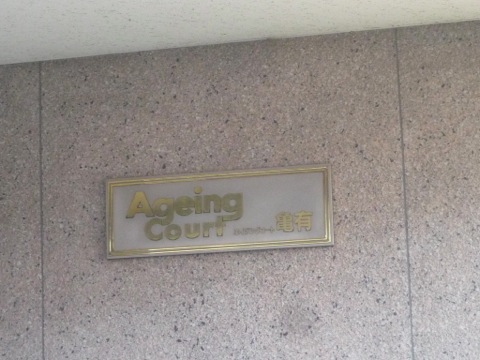 Ageing
Court 亀有